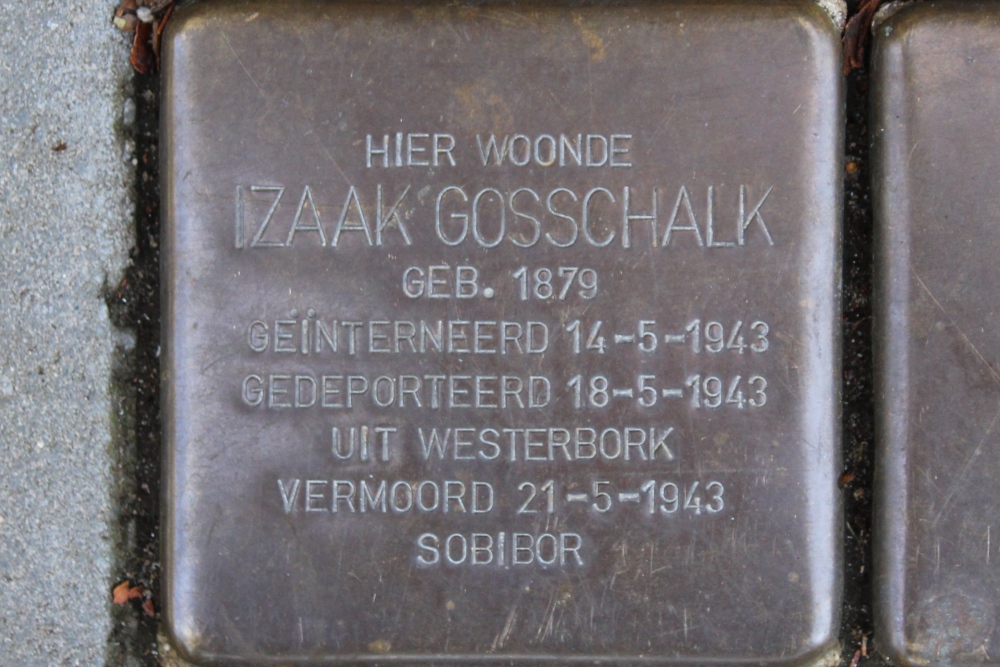 HIER WOONDE
IZAAK GOSSCHALK
GEB. 1879
GEÏNTERNEERD 14-5-1943
GEDEPORTEERD 18-5-1943
UIT WESTERBORK
VERMOORD 21-5-1943
SOBIBOR